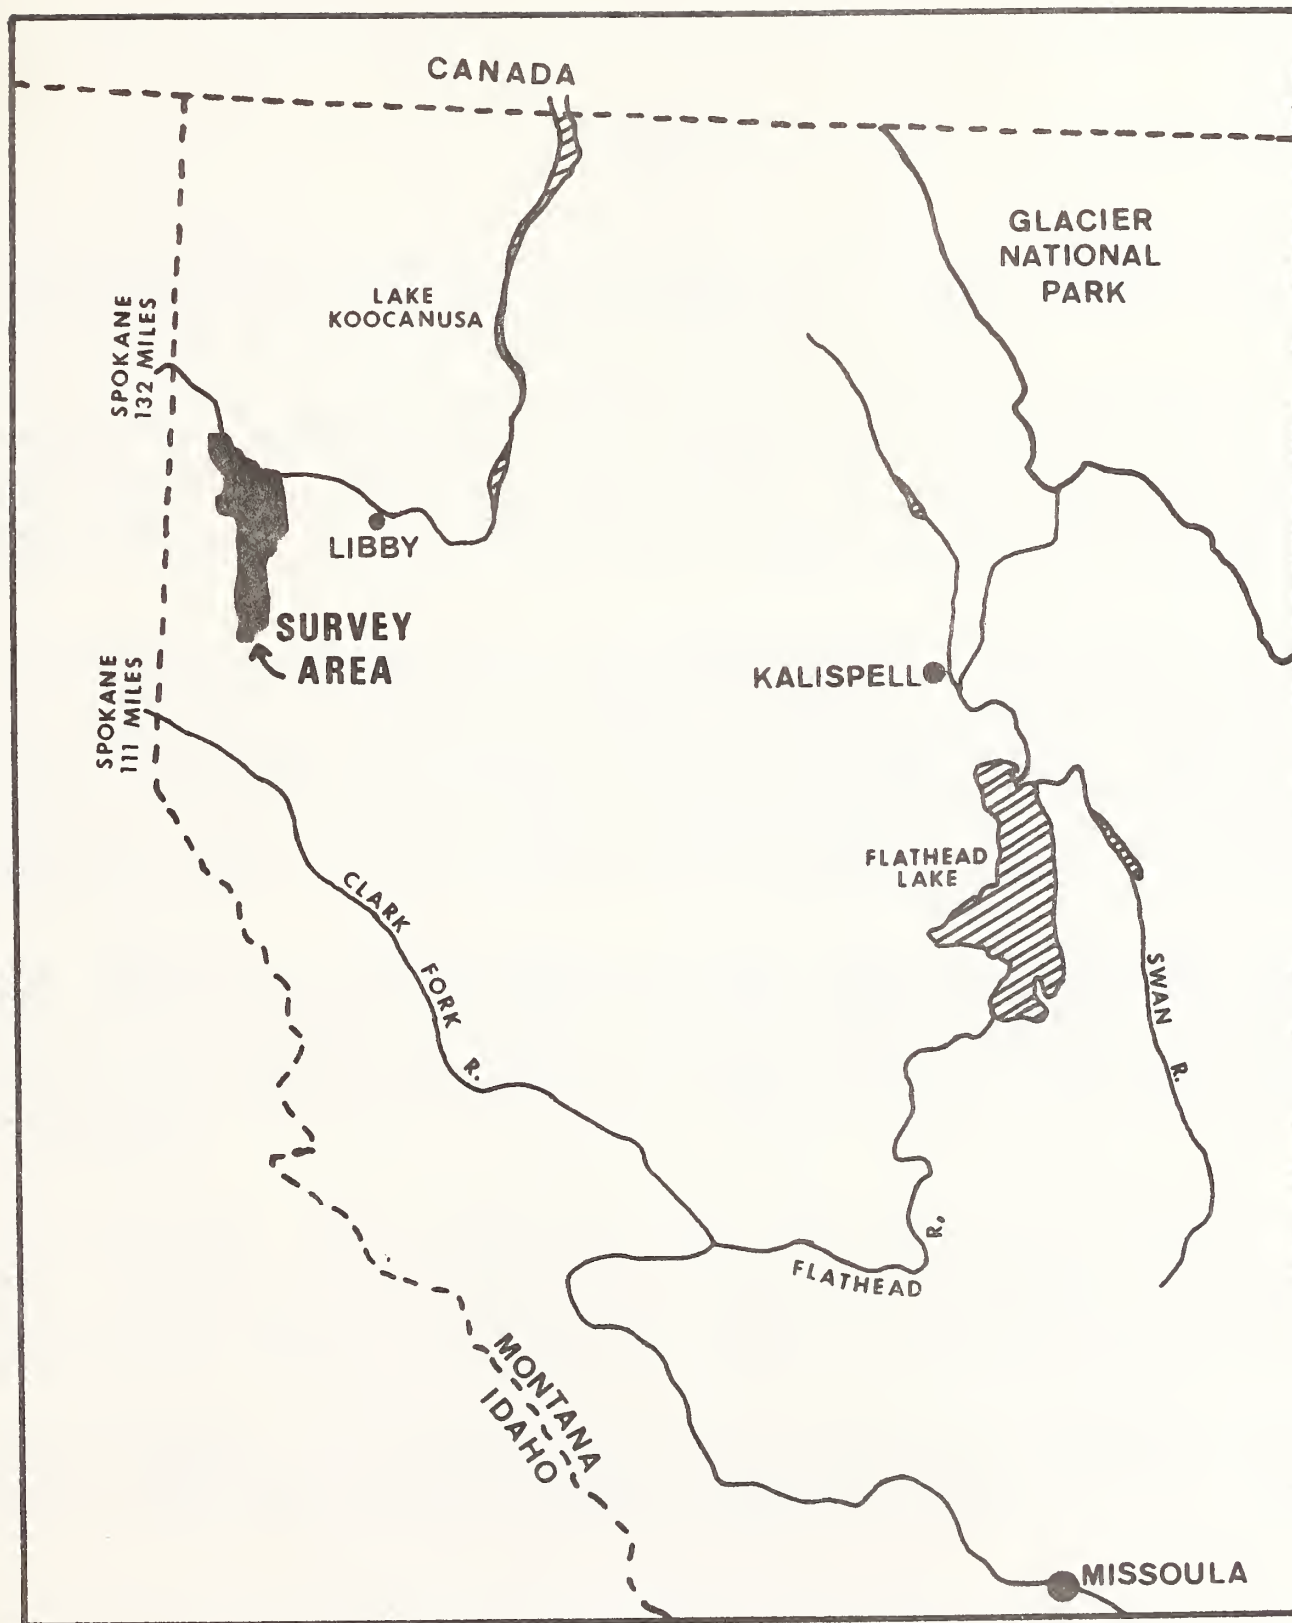 CANADA
GLACIER
NATIONAL
PARK
LAKE
KOOCANUSA
SPOKANE
132 MILES
LIBBY
SURVEY
AREA
SPOKANE
111 MILES
KALISPELL
FLATHEAD
LAKE
CLARK FORK R.
SWAN R.
FLATHEAD R.
MONTANA
IDAHO
MISSOULA